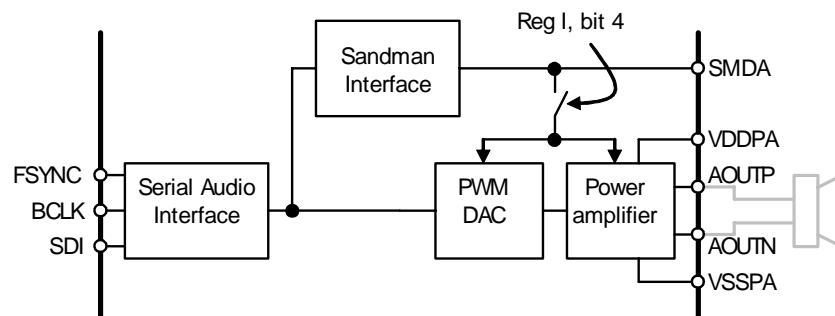 Reg I, bit 4
Sandman
Interface
SMDA
VDDPA
FSYNC
BCLK
SDI
Serial Audio
Interface
PWM
DAC
Power
amplifier
AOUTP
AOUTN
VSSPA